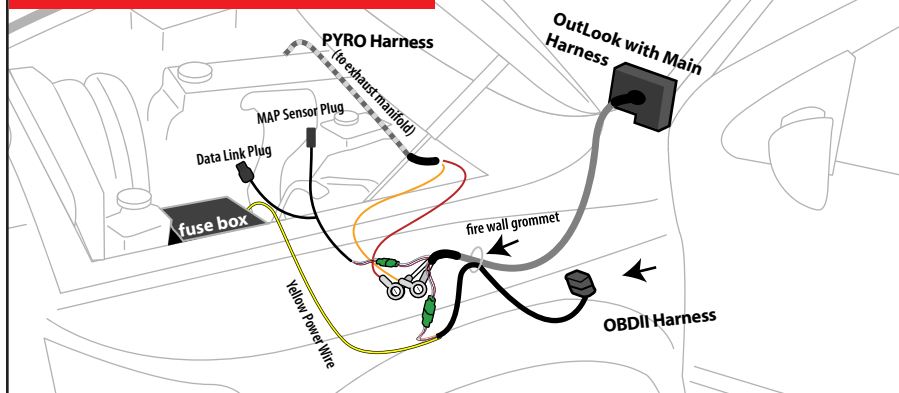 PYRO Harness
(to exhaust manifold)
OutLook with Main
Harness
MAP Sensor Plug
Data Link Plug
fuse box
fire wall grommet
Yellow Power Wire
OBDII Harness